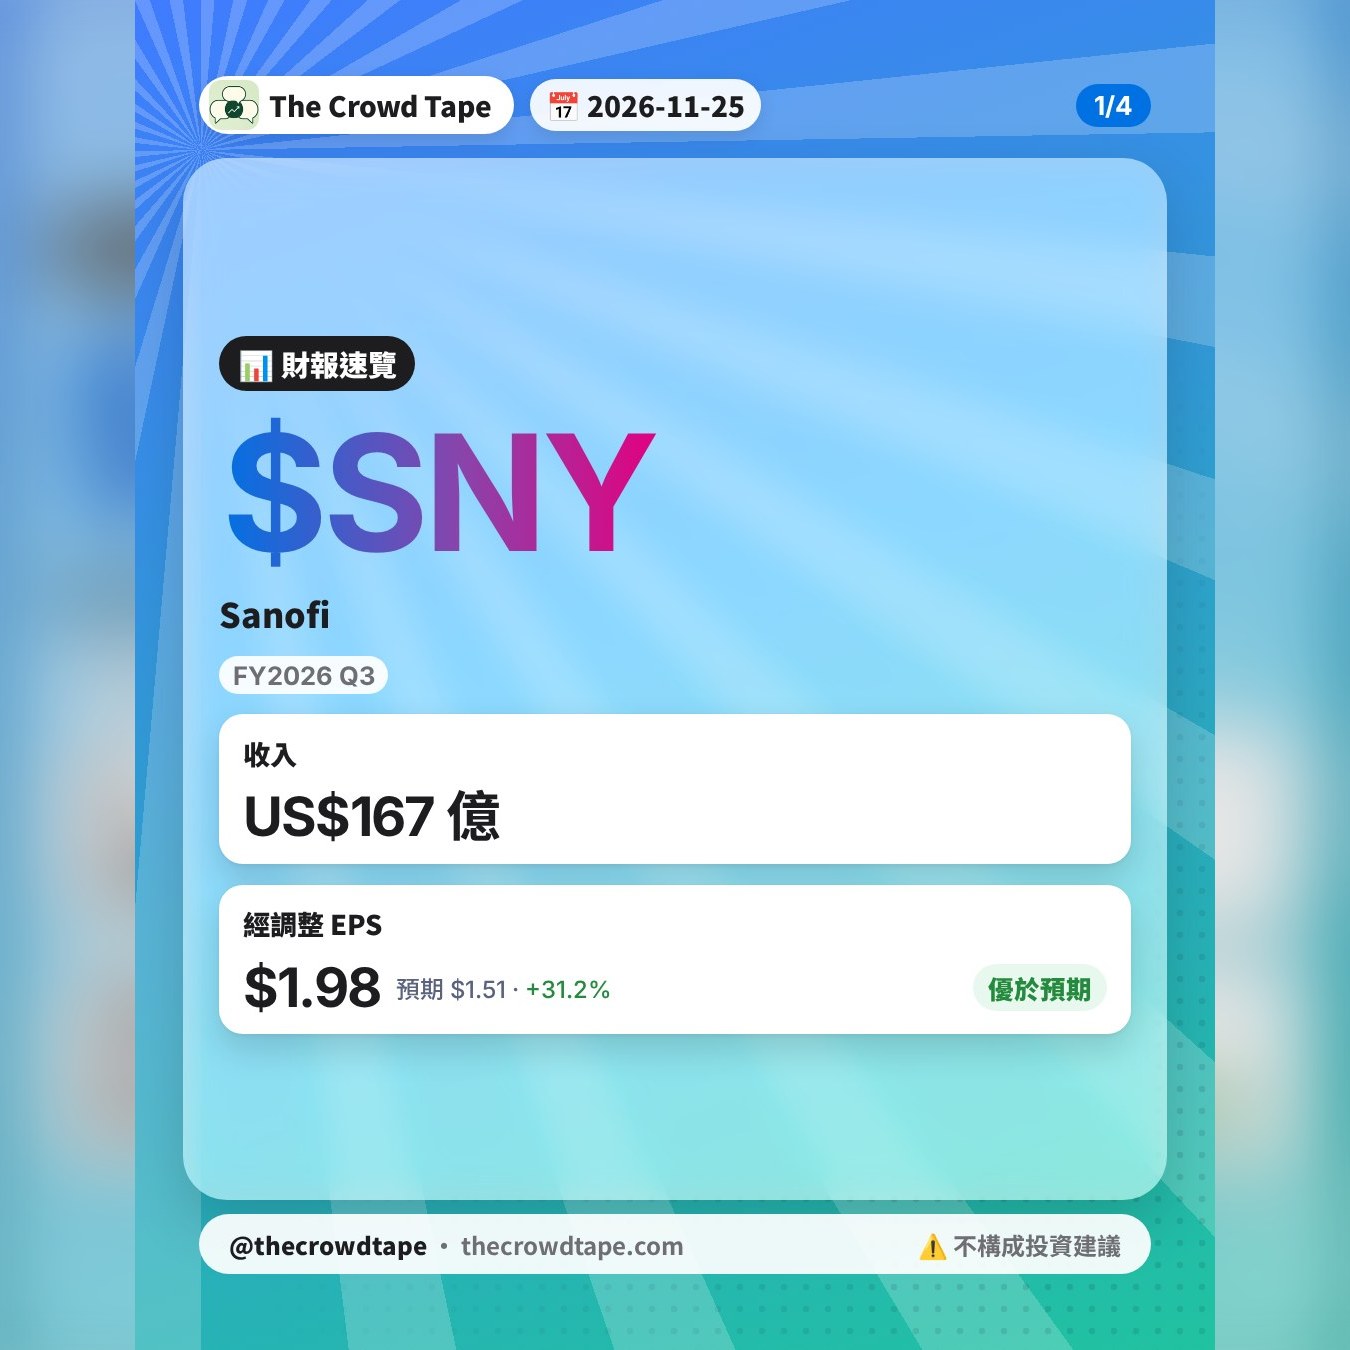 The Crowd Tape
📅 2026-11-25
1/4
📊 財報速覽
$SNY
Sanofi
FY2026 Q3
收入
US$167 億
經調整 EPS
$1.98 預期 $1.51 · +31.2% 優於預期
@thecrowdtape • thecrowdtape.com
⚠️ 不構成投資建議